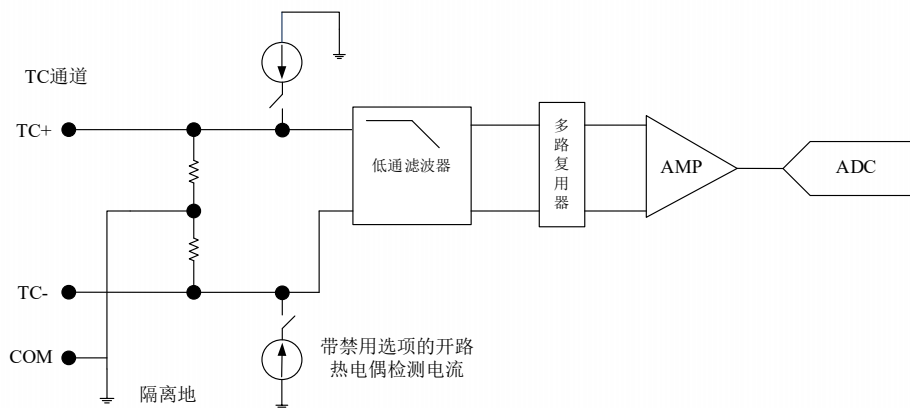 TC通道
TC+
低通滤波器
多路复用器
AMP
ADC
TC-
COM
带禁用选项的开路
热电偶检测电流
隔离地